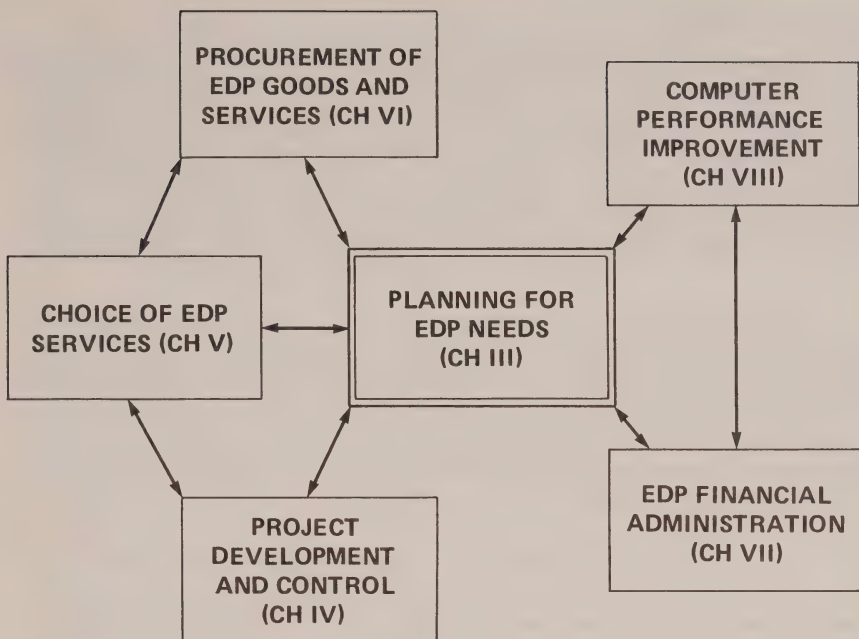 PROCUREMENT OF
EDP GOODS AND
SERVICES (CH VI)
COMPUTER
PERFORMANCE
IMPROVEMENT
(CH VIII)
CHOICE OF EDP
SERVICES (CH V)
PLANNING FOR
EDP NEEDS
(CH III)
PROJECT
DEVELOPMENT
AND CONTROL
(CH IV)
EDP FINANCIAL
ADMINISTRATION
(CH VII)